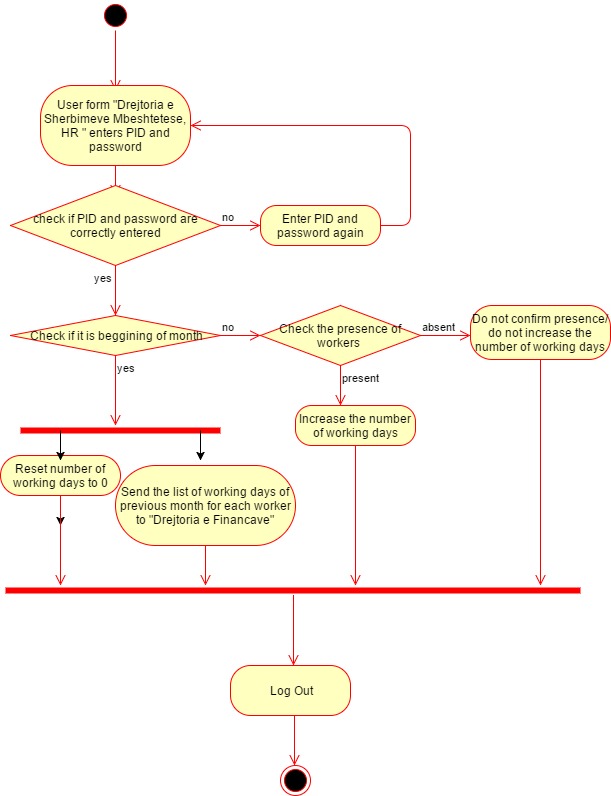 User form "Drejtoria e
Sherbimeve Mbeshtetese,
HR " enters PID and
password
check if PID and password are
correctly entered
no
Enter PID and
password again
yes
Check if it is beggining of month
no
Check the presence of
workers
absent
Do not confirm presence/
do not increase the
number of working days
yes
present
Increase the number
of working days
Reset number of
working days to 0
Send the list of working days of
previous month for each worker
to "Drejtoria e Financave"
Log Out